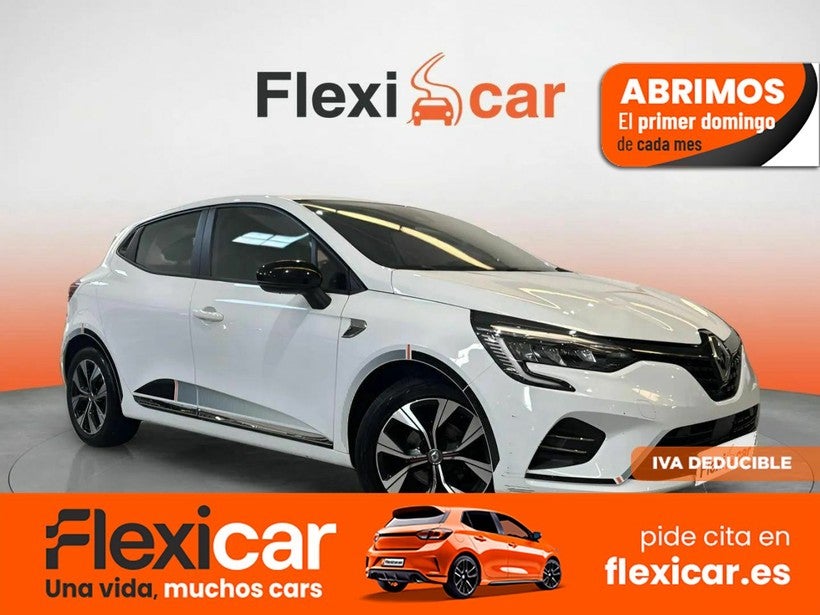 Flexicar
ABRIMOS
El primer domingo
de cada mes
IVA DEDUCIBLE
Flexicar
Una vida, muchos cars
pide cita en
flexicar.es